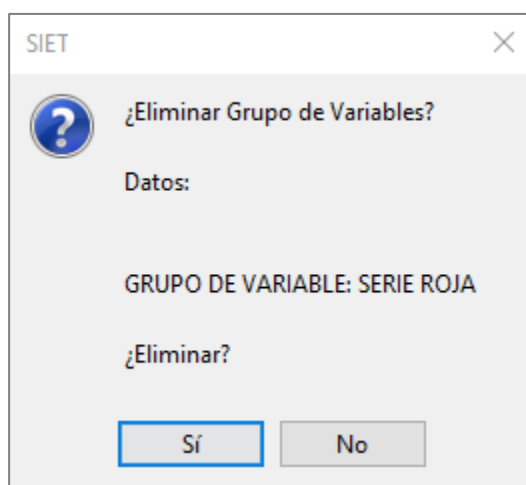 SIET
¿Eliminar Grupo de Variables?
Datos:
GRUPO DE VARIABLE: SERIE ROJA
¿Eliminar?
Sí No